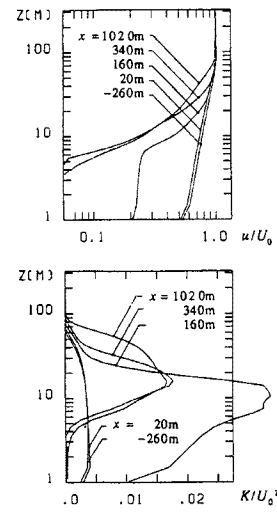 Z(M)
100
10
1
x = 1020m
340m
160m
20m
-260m
0.1
1.0
u/U₀
Z(M)
100
10
1
x = 1020m
340m
160m
x = 20m
-260m
.0
.01
.02
K/U₀²